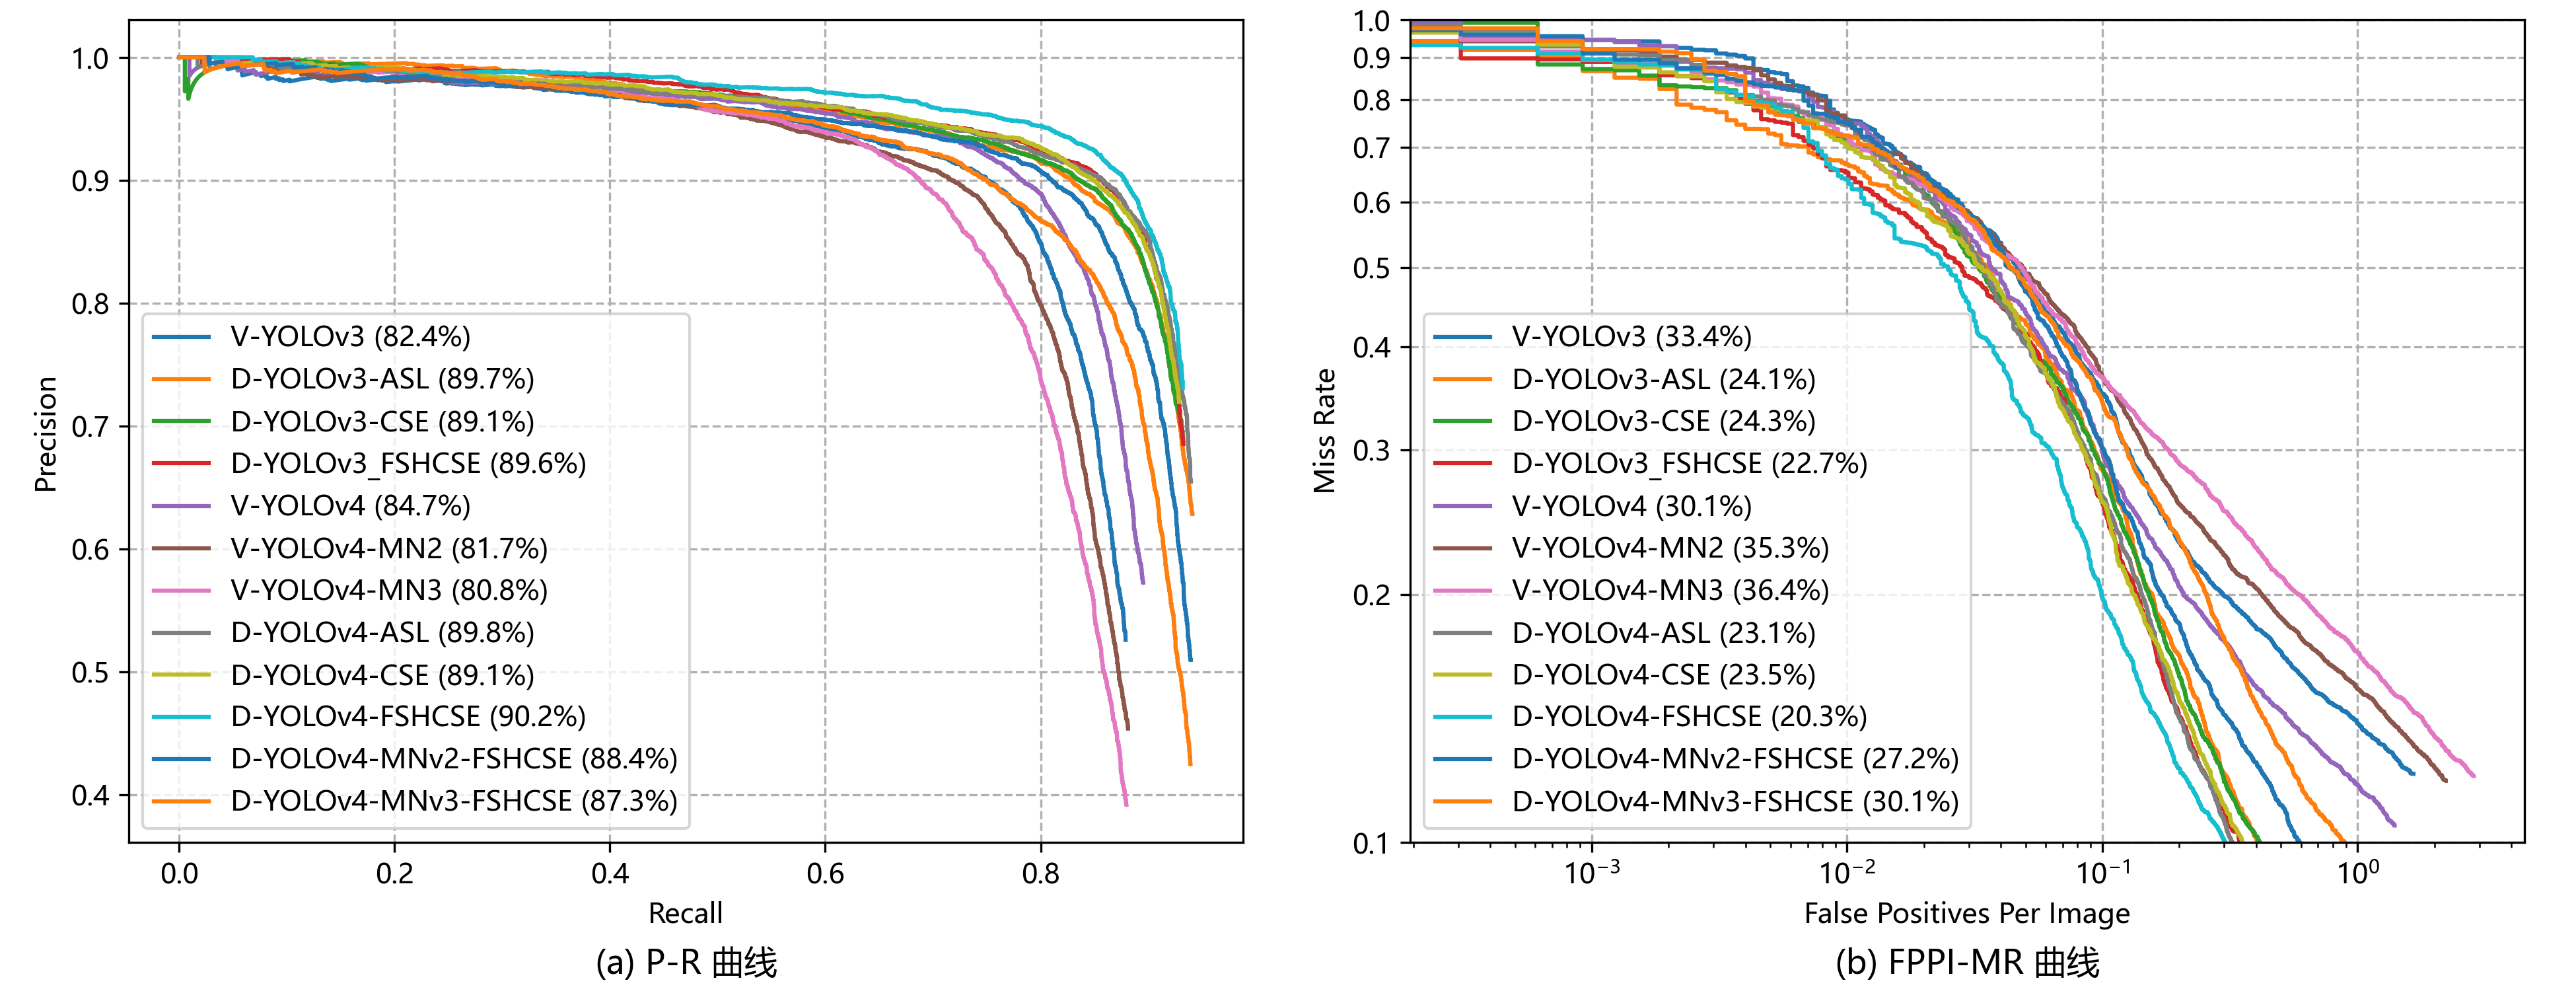 1.0
0.9
0.8
0.7
0.6
0.5
0.4
Precision
V-YOLOv3 (82.4%)
D-YOLOv3-ASL (89.7%)
D-YOLOv3-CSE (89.1%)
D-YOLOv3_FSHCSE (89.6%)
V-YOLOv4 (84.7%)
V-YOLOv4-MN2 (81.7%)
V-YOLOv4-MN3 (80.8%)
D-YOLOv4-ASL (89.8%)
D-YOLOv4-CSE (89.1%)
D-YOLOv4-FSHCSE (90.2%)
D-YOLOv4-MNv2-FSHCSE (88.4%)
D-YOLOv4-MNv3-FSHCSE (87.3%)
0.0 0.2 0.4 0.6 0.8
Recall
(a) P-R 曲线
1.0
0.9
0.8
0.7
0.6
0.5
0.4
0.3
0.2
0.1
Miss Rate
V-YOLOv3 (33.4%)
D-YOLOv3-ASL (24.1%)
D-YOLOv3-CSE (24.3%)
D-YOLOv3_FSHCSE (22.7%)
V-YOLOv4 (30.1%)
V-YOLOv4-MN2 (35.3%)
V-YOLOv4-MN3 (36.4%)
D-YOLOv4-ASL (23.1%)
D-YOLOv4-CSE (23.5%)
D-YOLOv4-FSHCSE (20.3%)
D-YOLOv4-MNv2-FSHCSE (27.2%)
D-YOLOv4-MNv3-FSHCSE (30.1%)
10⁻³ 10⁻² 10⁻¹ 10⁰
False Positives Per Image
(b) FPPI-MR 曲线